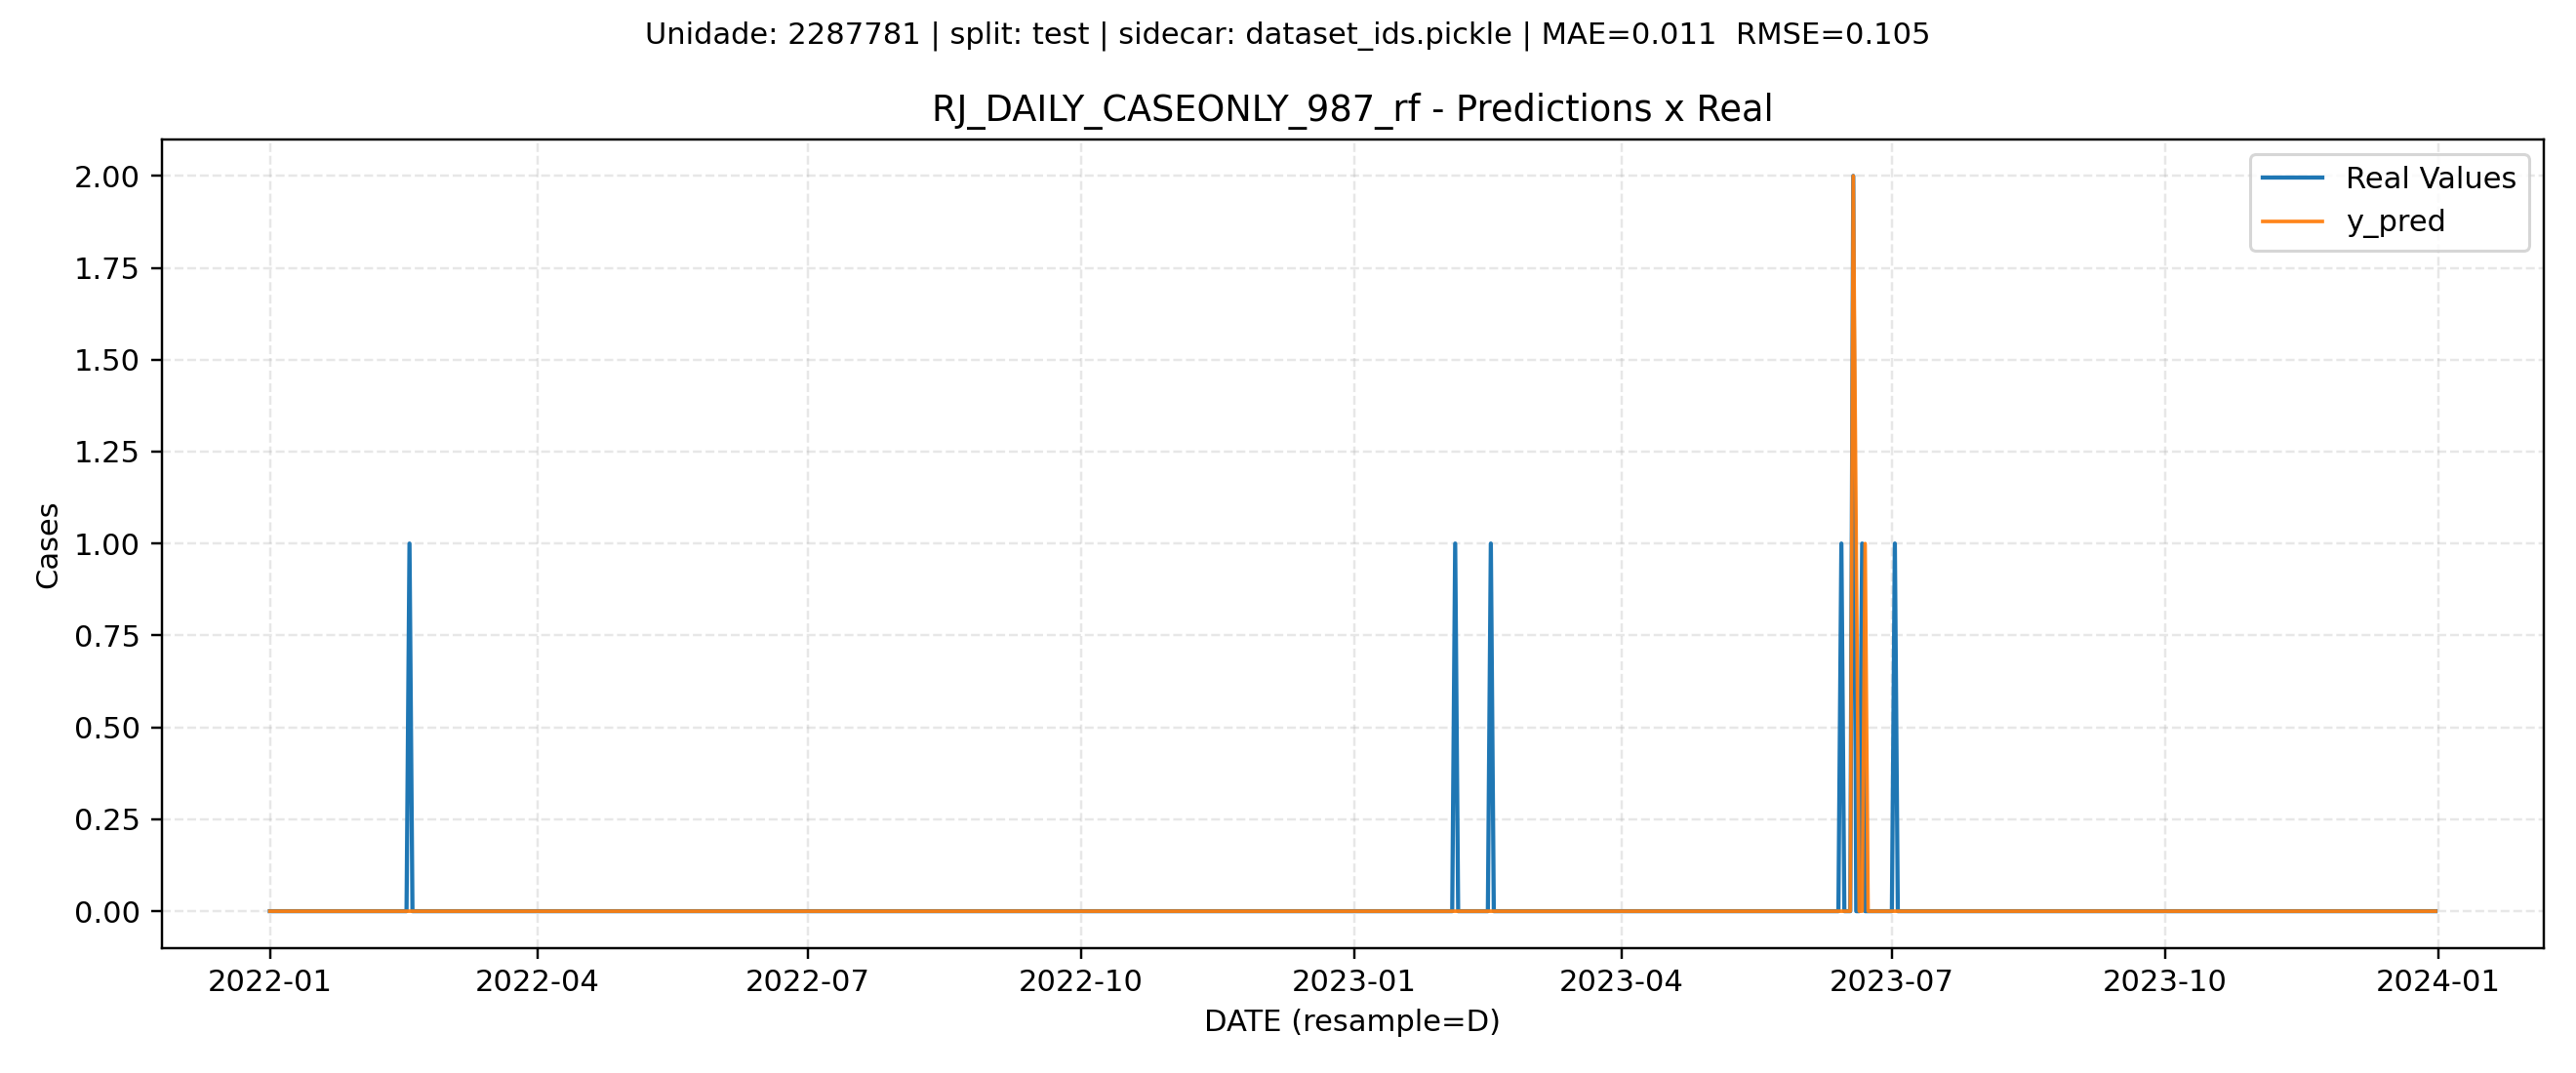 Unidade: 2287781 | split: test | sidecar: dataset_ids.pickle | MAE=0.011  RMSE=0.105
RJ_DAILY_CASEONLY_987_rf - Predictions x Real
Real Values
y_pred
2.00
1.75
1.50
1.25
1.00
0.75
0.50
0.25
0.00
Cases
2022-01 2022-04 2022-07 2022-10 2023-01 2023-04 2023-07 2023-10 2024-01
DATE (resample=D)